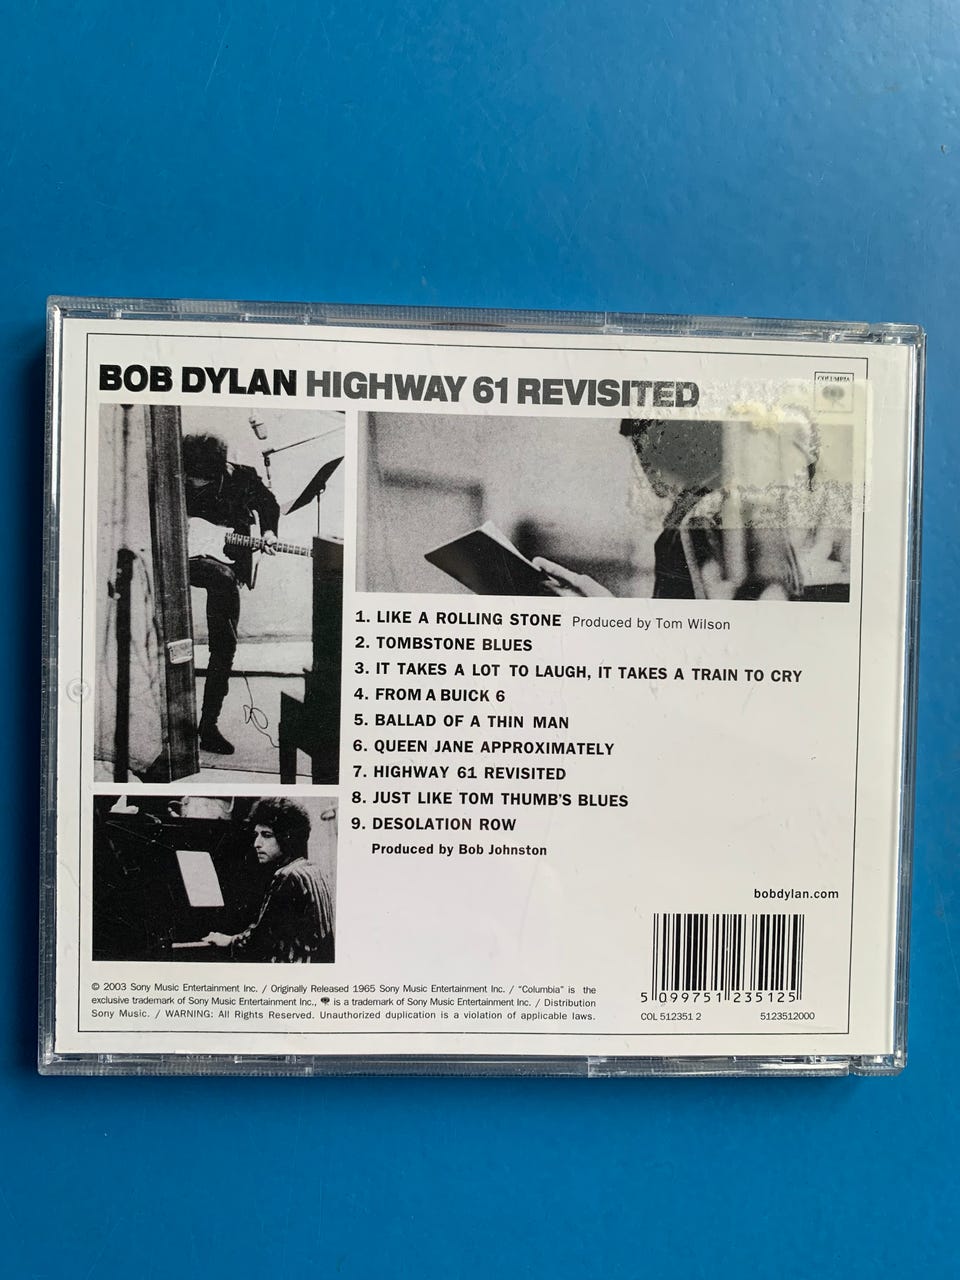 BOB DYLAN HIGHWAY 61 REVISITED
COLUMBIA
1. LIKE A ROLLING STONE Produced by Tom Wilson
2. TOMBSTONE BLUES
3. IT TAKES A LOT TO LAUGH, IT TAKES A TRAIN TO CRY
4. FROM A BUICK 6
5. BALLAD OF A THIN MAN
6. QUEEN JANE APPROXIMATELY
7. HIGHWAY 61 REVISITED
8. JUST LIKE TOM THUMB'S BLUES
9. DESOLATION ROW
Produced by Bob Johnston
bobdylan.com
© 2003 Sony Music Entertainment Inc. / Originally Released 1965 Sony Music Entertainment Inc. / "Columbia" is the
exclusive trademark of Sony Music Entertainment Inc., is a trademark of Sony Music Entertainment Inc. / Distribution
Sony Music. / WARNING: All Rights Reserved. Unauthorized duplication is a violation of applicable laws.
5 099751 235125
COL 512351 2 5123512000